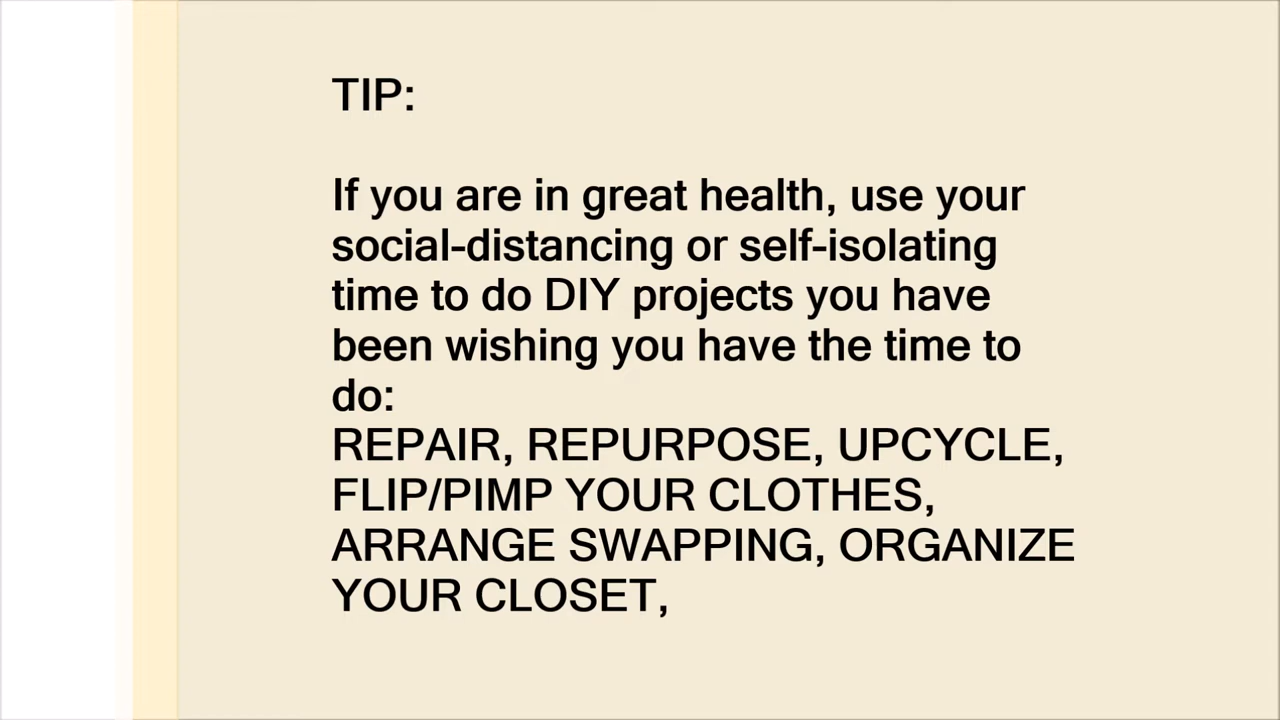 TIP:
If you are in great health, use your
social-distancing or self-isolating
time to do DIY projects you have
been wishing you have the time to
do:
REPAIR, REPURPOSE, UPCYCLE,
FLIP/PIMP YOUR CLOTHES,
ARRANGE SWAPPING, ORGANIZE
YOUR CLOSET,